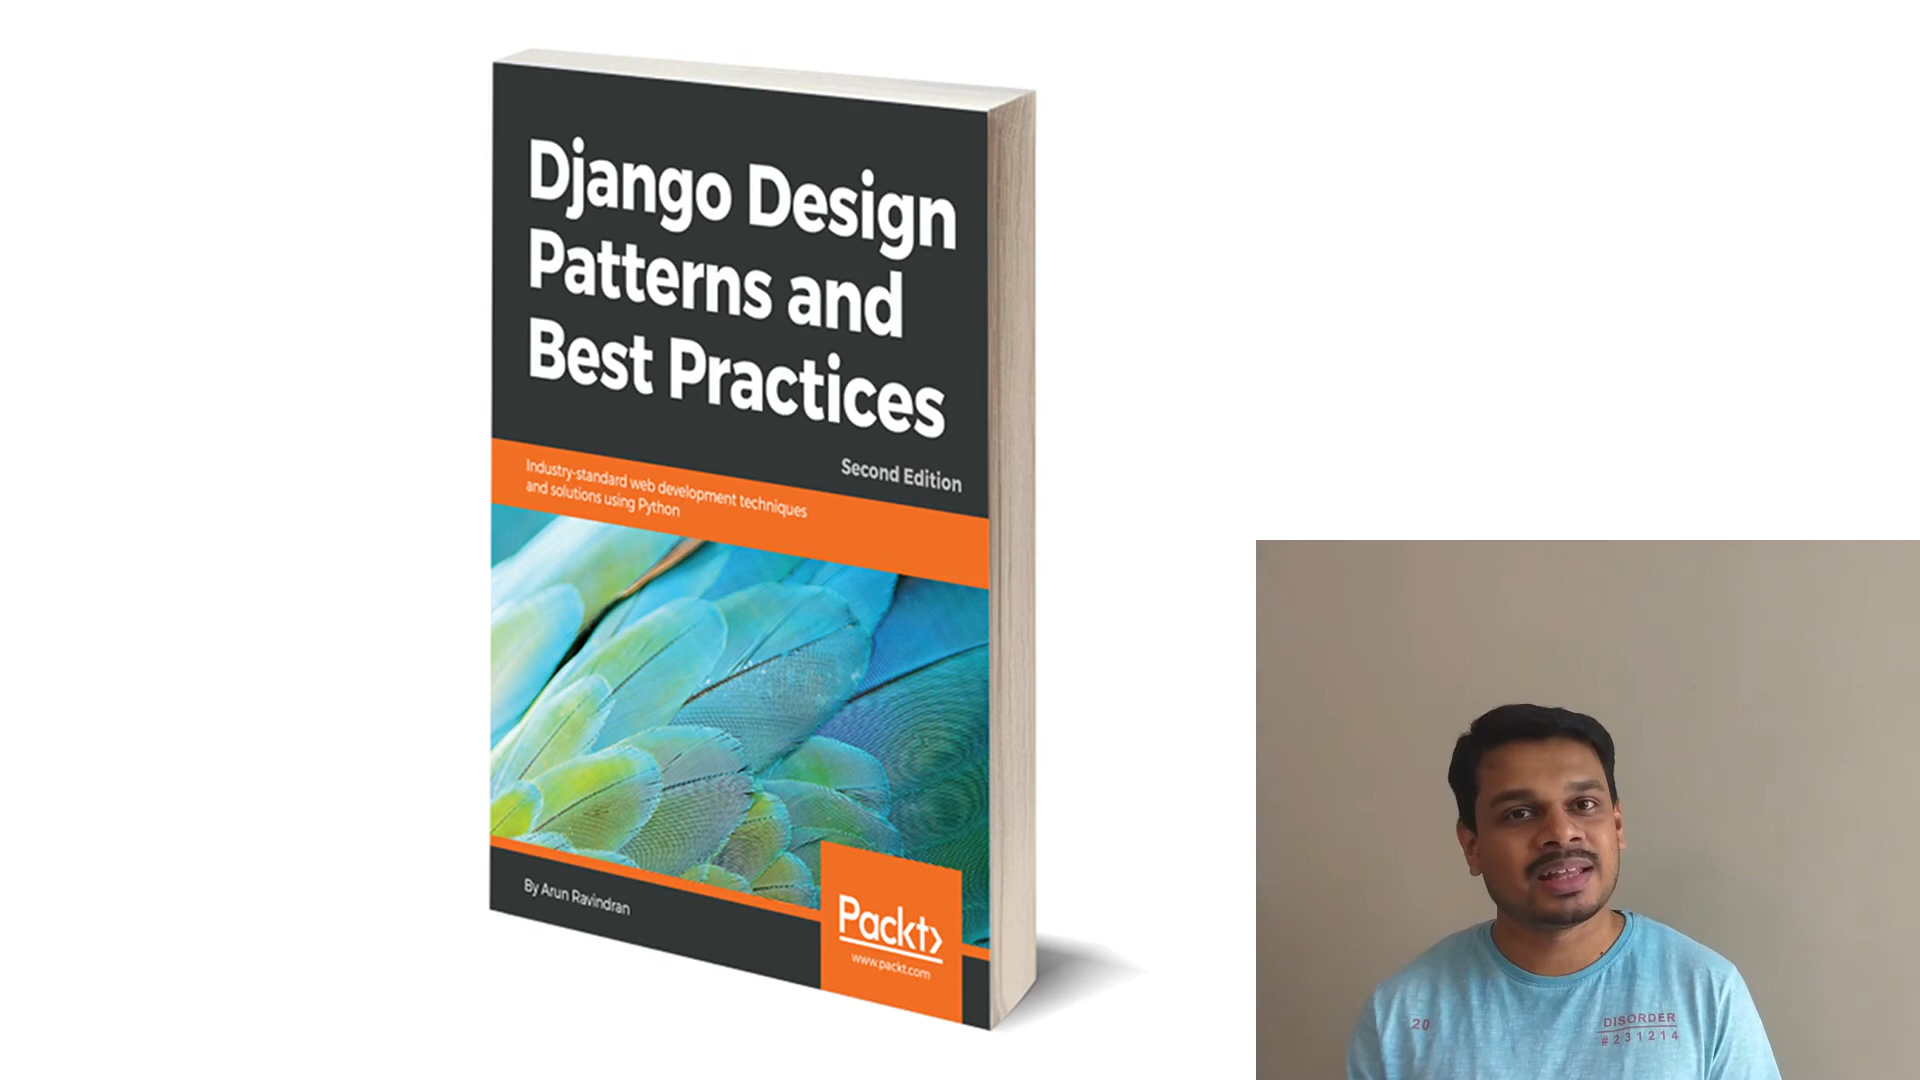 Django Design
Patterns and
Best Practices
Second Edition
Industry-standard web development techniques
and solutions using Python
By Arun Ravindran
Packt>
www.packt.com
20
DISORDER
#231214